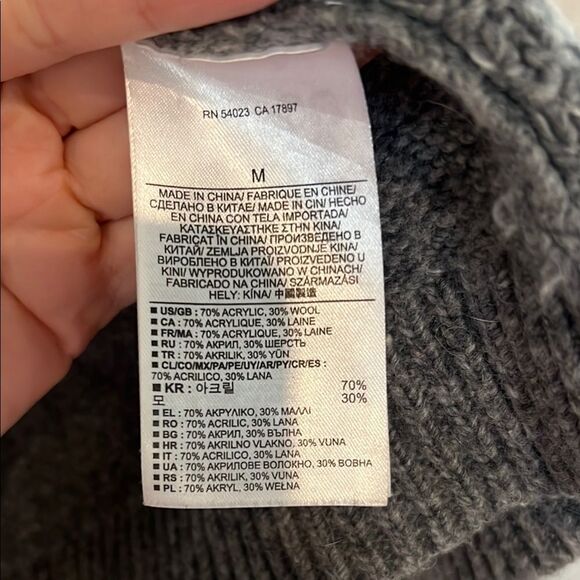 RN 54023 CA 17897
M
MADE IN CHINA/ FABRIQUE EN CHINE/
СДЕЛАНО В КИТАЕ/ MADE IN CIN/ HECHO
EN CHINA CON TELA IMPORTADA/
ΚΑΤΑΣΚΕΥΑΣΤΗΚΕ ΣΤΗΝ ΚΙΝΑ/
FABRICAT ÎN CHINA/ ПРОИЗВЕДЕНО В
КИТАЙ/ ZEMLJA PROIZVODNJE KINA/
ВИРОБЛЕНО В КИТАЇ/ PROIZVEDENO U
KINI/ WYPRODUKOWANO W CHINACH/
FABRICADO NA CHINA/ SZÁRMAZÁSI
HELY: KÍNA/ 中國製造
■ US/GB : 70% ACRYLIC, 30% WOOL
■ CA : 70% ACRYLIQUE, 30% LAINE
■ FR/MA : 70% ACRYLIQUE, 30% LAINE
■ RU : 70% АКРИЛ, 30% ШЕРСТЬ
■ TR : 70% AKRILIK, 30% YÜN
■ CL/CO/MX/PA/PE/UY/AR/PY/CR/ES :
70% ACRILICO, 30% LANA
■ KR : 아크릴 70%
모 30%
■ EL : 70% ΑΚΡΥΛΙΚΟ, 30% ΜΑΛΛΙ
■ RO : 70% ACRILIC, 30% LANA
■ BG : 70% АКРИЛ, 30% ВЪЛНА
■ HR : 70% AKRILNO VLAKNO, 30% VUNA
■ IT : 70% ACRILICO, 30% LANA
■ UA : 70% АКРИЛОВЕ ВОЛОКНО, 30% ВОВНА
■ RS : 70% AKRILIK, 30% VUNA
■ PL : 70% AKRYL, 30% WEŁNA